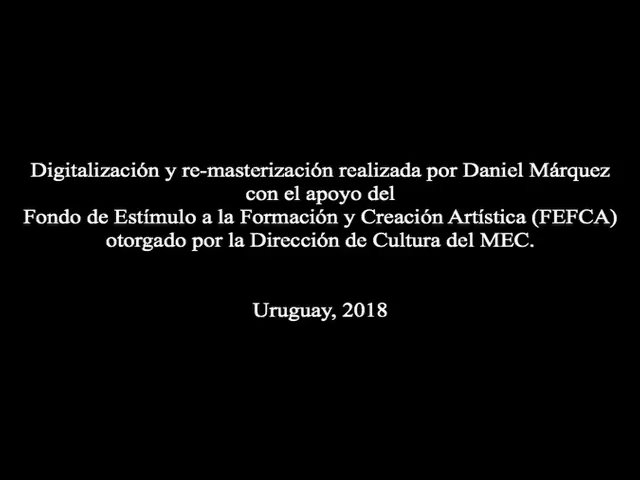 Digitalización y re-masterización realizada por Daniel Márquez
con el apoyo del
Fondo de Estímulo a la Formación y Creación Artística (FEFCA)
otorgado por la Dirección de Cultura del MEC.
Uruguay, 2018